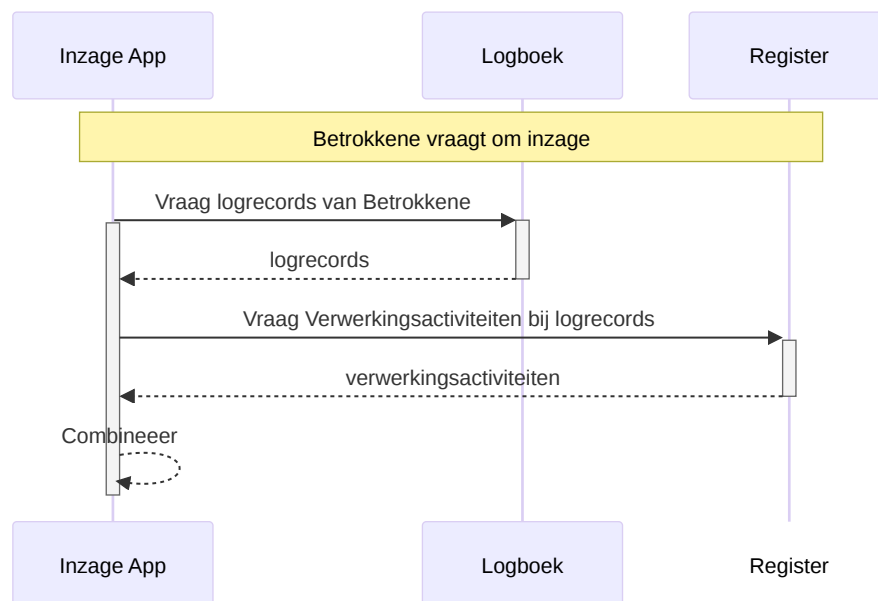 Inzage App
Logboek
Register
Betrokkene vraagt om inzage
Vraag logrecords van Betrokkene
logrecords
Vraag Verwerkingsactiviteiten bij logrecords
verwerkingsactiviteiten
Combineeer
Inzage App
Logboek
Register